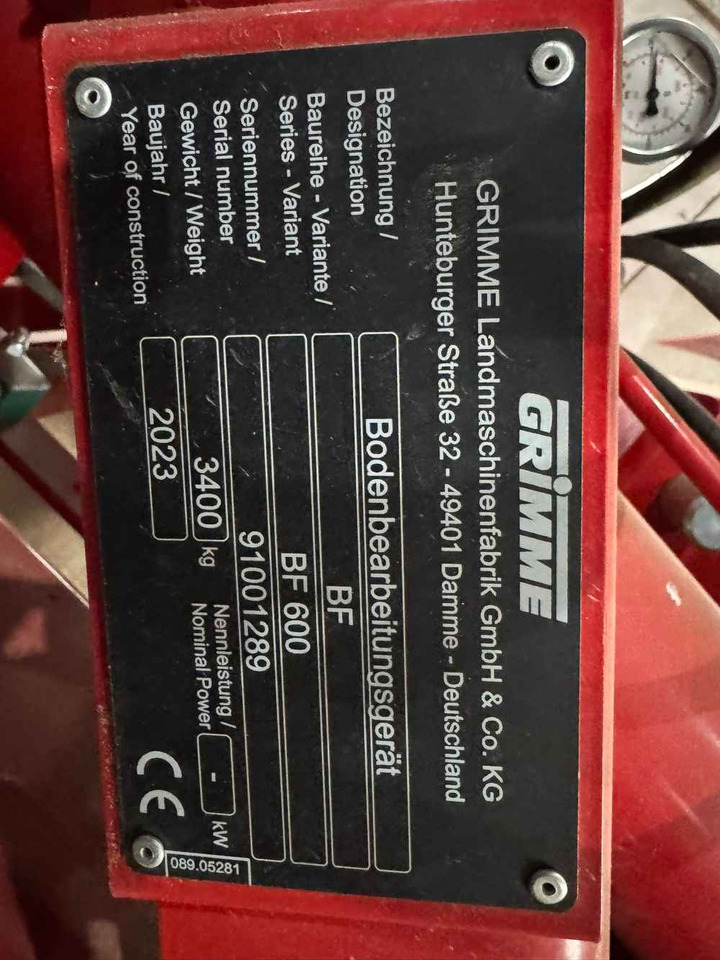 GRIMME
GRIMME Landmaschinenfabrik GmbH & Co. KG
Hunteburger Straße 32 - 49401 Damme - Deutschland
Bezeichnung / Bodenbearbeitungsgerät
Designation
Baureihe - Variante / BF
Series - Variant BF 600
Seriennummer / 91001289
Serial number
Gewicht / Weight 3400 kg Nennleistung / - kW
Nominal Power
Baujahr / 2023
Year of construction
CE
089.05281